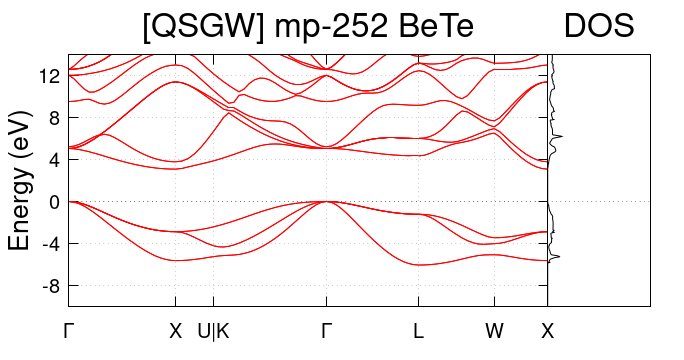 [QSGW] mp-252 BeTe
DOS
Energy (eV)
12
8
4
0
-4
-8
Γ X U|K Γ L W X